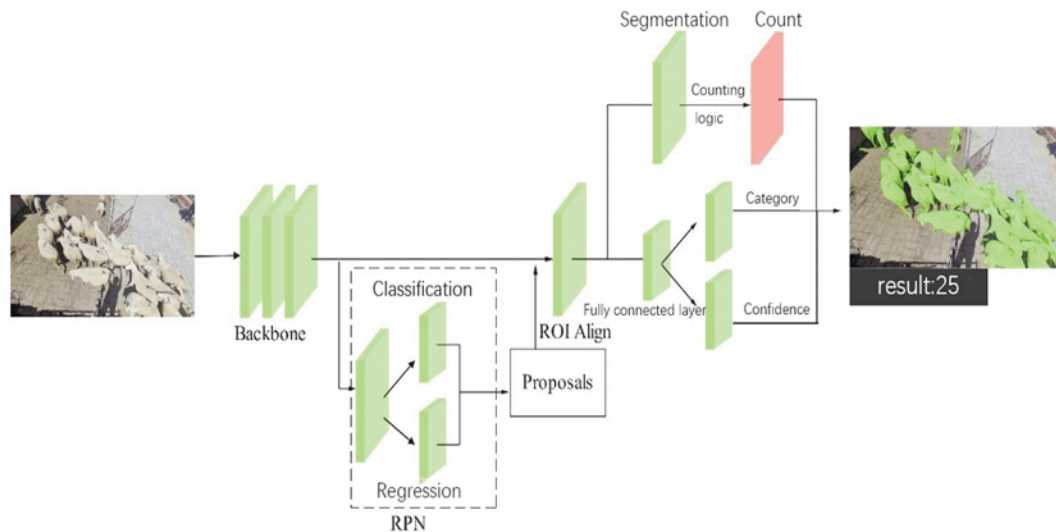 Segmentation
Count
Counting
logic
Category
Classification
Fully connected layer
Confidence
result:25
Backbone
ROI Align
Proposals
Regression
RPN